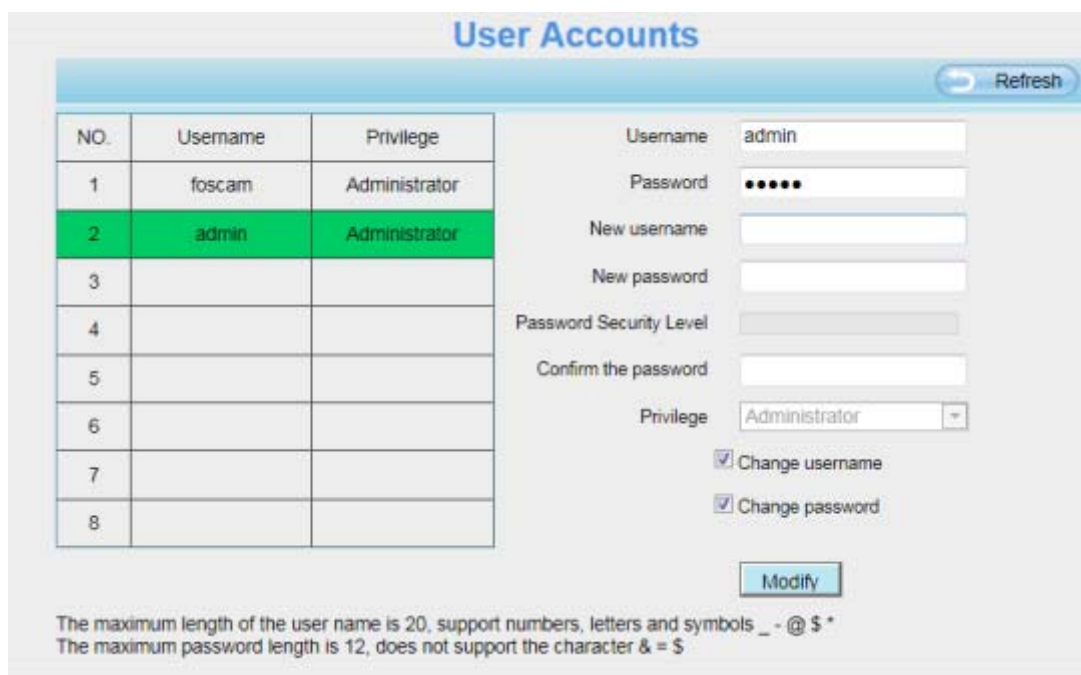 User Accounts
Refresh
NO. Username Privilege
1 foscam Administrator
2 admin Administrator
3
4
5
6
7
8
Username admin
Password •••••
New username
New password
Password Security Level
Confirm the password
Privilege Administrator
Change username
Change password
Modify
The maximum length of the user name is 20, support numbers, letters and symbols _ - @ $ *
The maximum password length is 12, does not support the character & = $